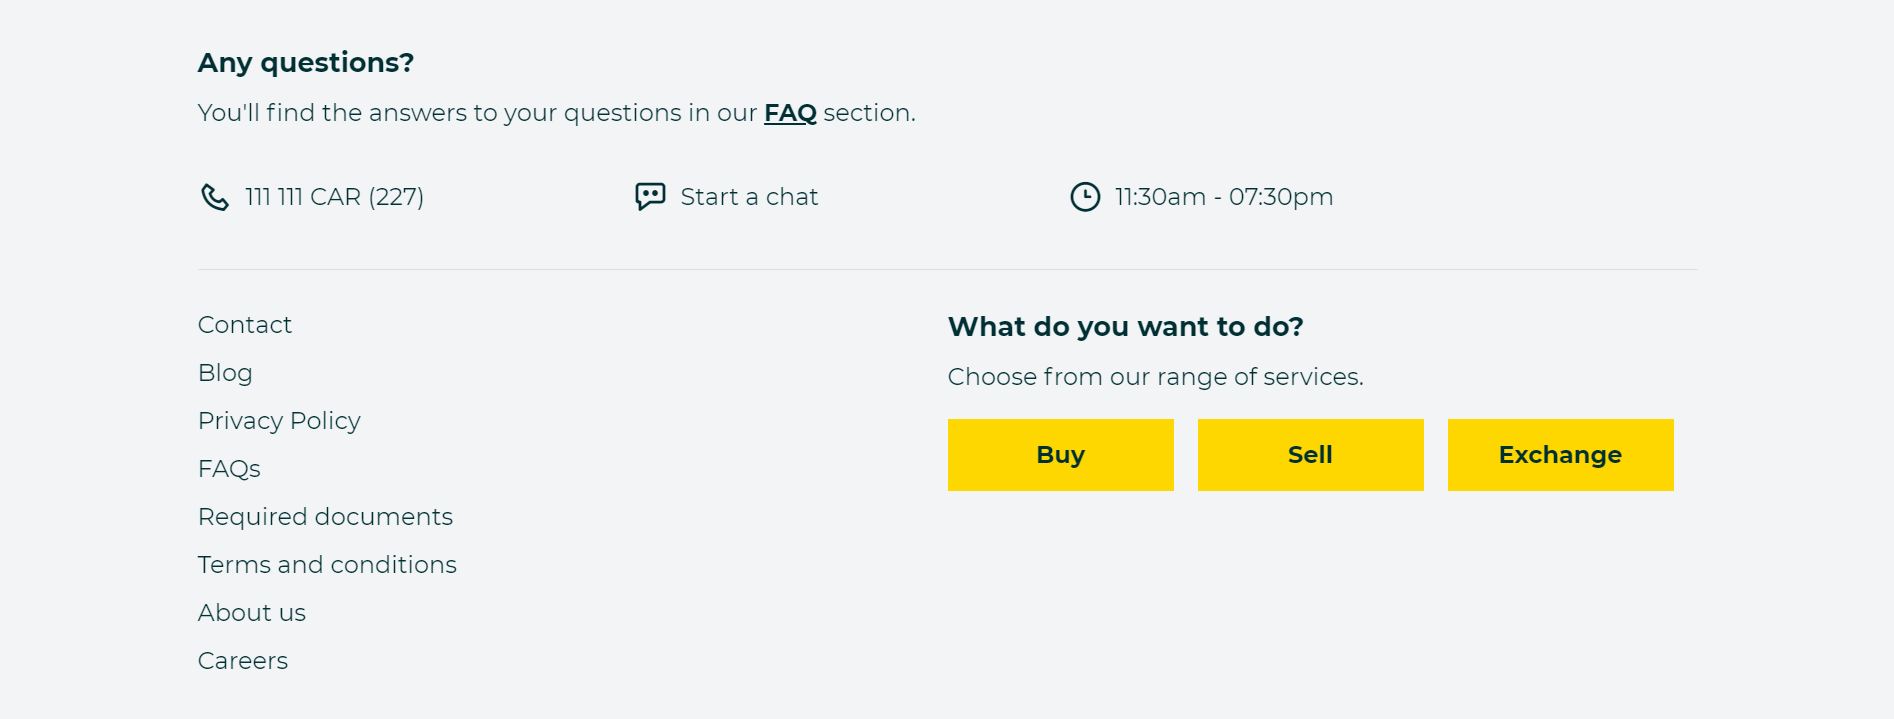 Any questions?
You'll find the answers to your questions in our FAQ section.
111 111 CAR (227)
Start a chat
11:30am - 07:30pm
Contact
Blog
Privacy Policy
FAQs
Required documents
Terms and conditions
About us
Careers
What do you want to do?
Choose from our range of services.
Buy
Sell
Exchange